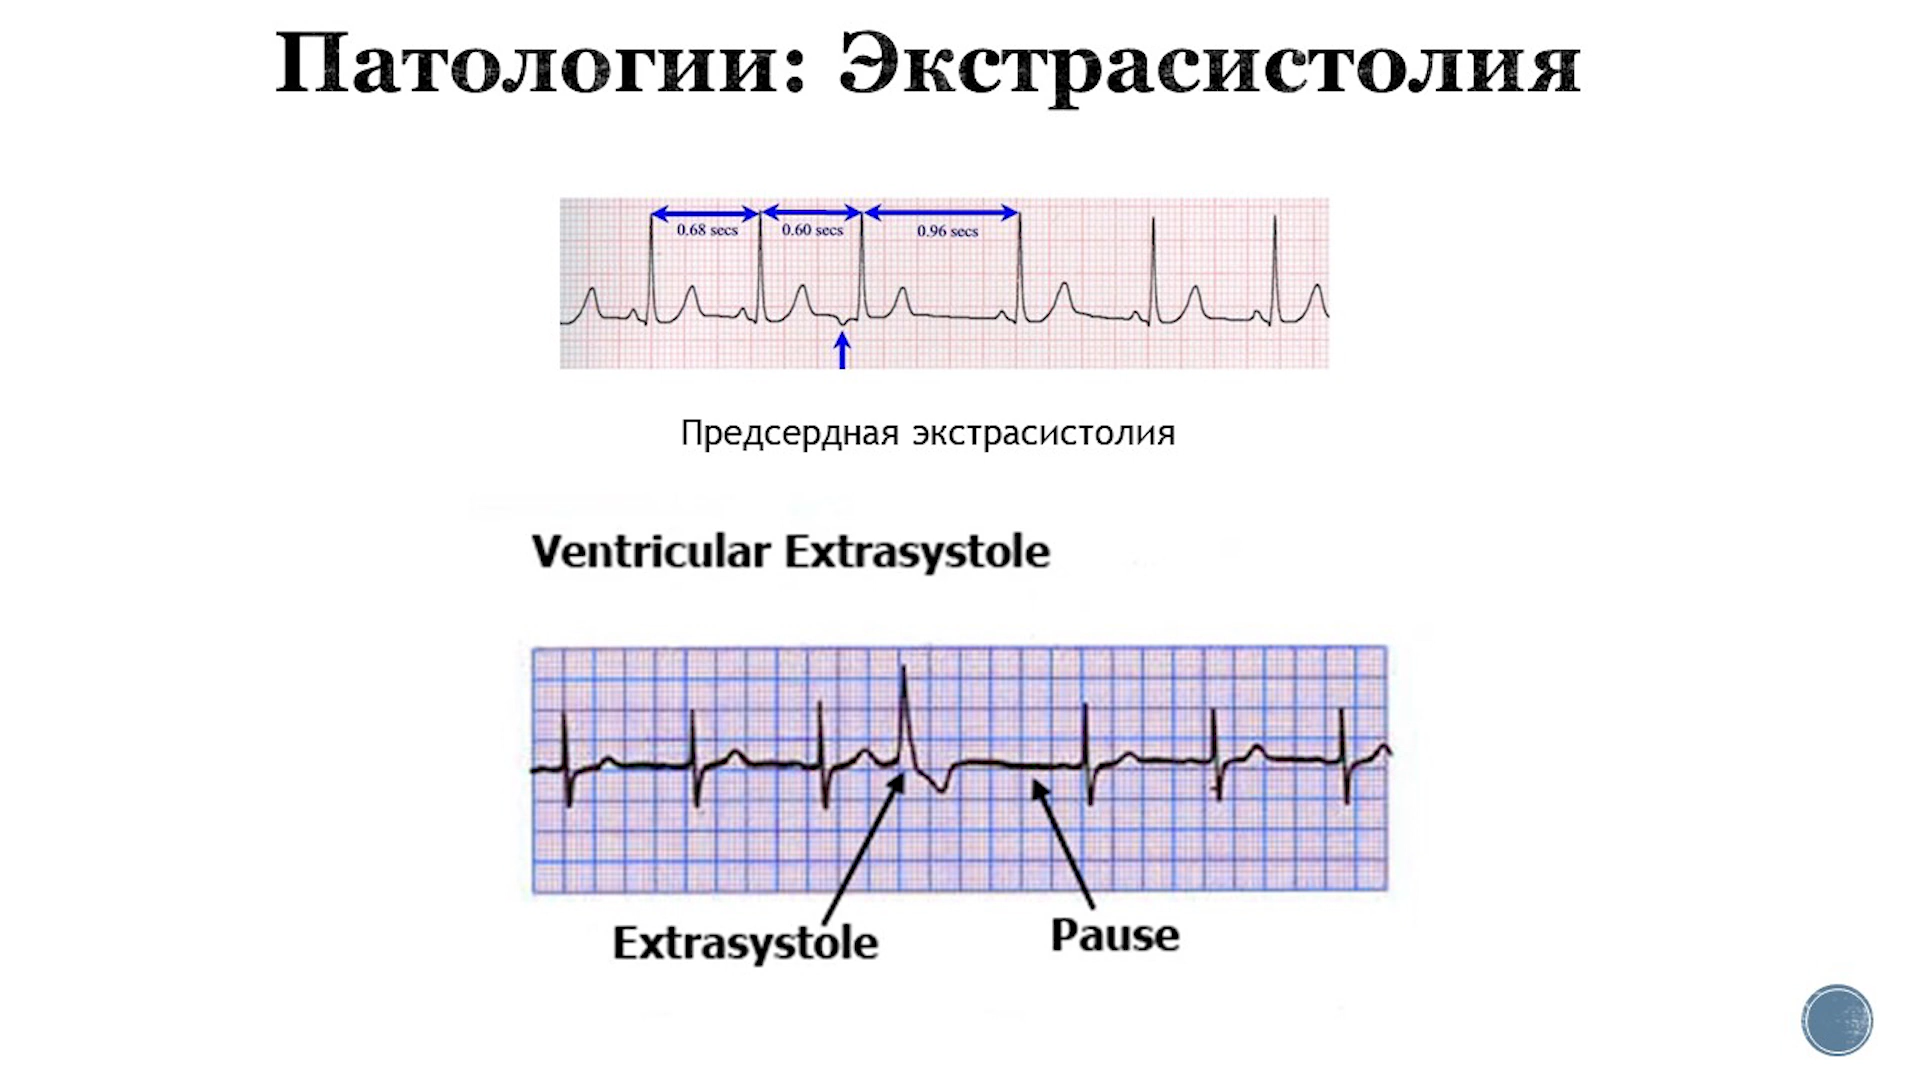 Патологии: Экстрасистолия
0.68 secs 0.60 secs 0.96 secs
Предсердная экстрасистолия
Ventricular Extrasystole
Extrasystole Pause